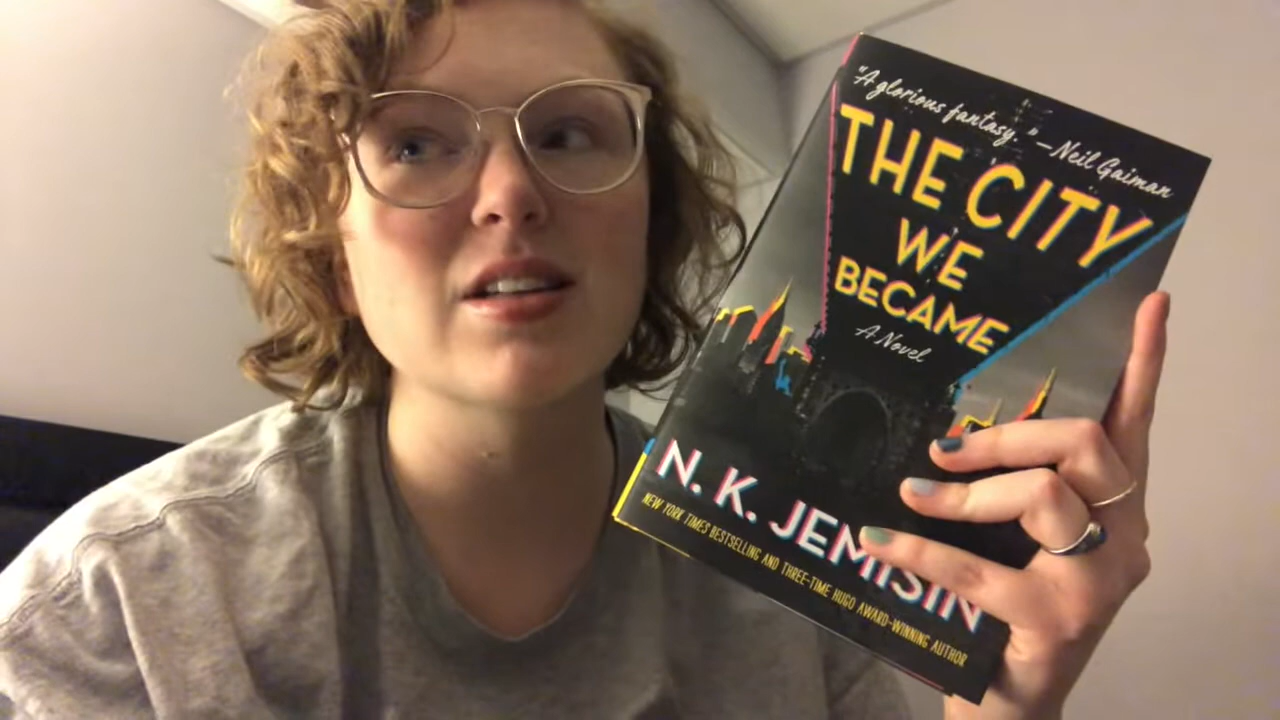 "A glorious fantasy." —Neil Gaiman
THE CITY
WE
BECAME
A Novel
N. K. JEMISIN
NEW YORK TIMES BESTSELLING AND THREE-TIME HUGO AWARD-WINNING AUTHOR